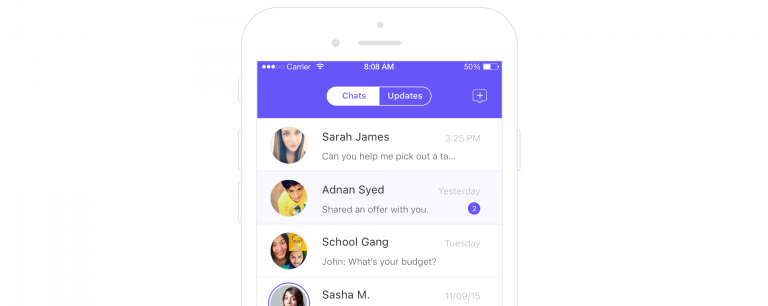 Carrier 8:08 AM 50%
Chats Updates
Sarah James 3:25 PM
Can you help me pick out a ta...
Adnan Syed Yesterday
Shared an offer with you. 2
School Gang Tuesday
John: What's your budget?
Sasha M. 11/09/15